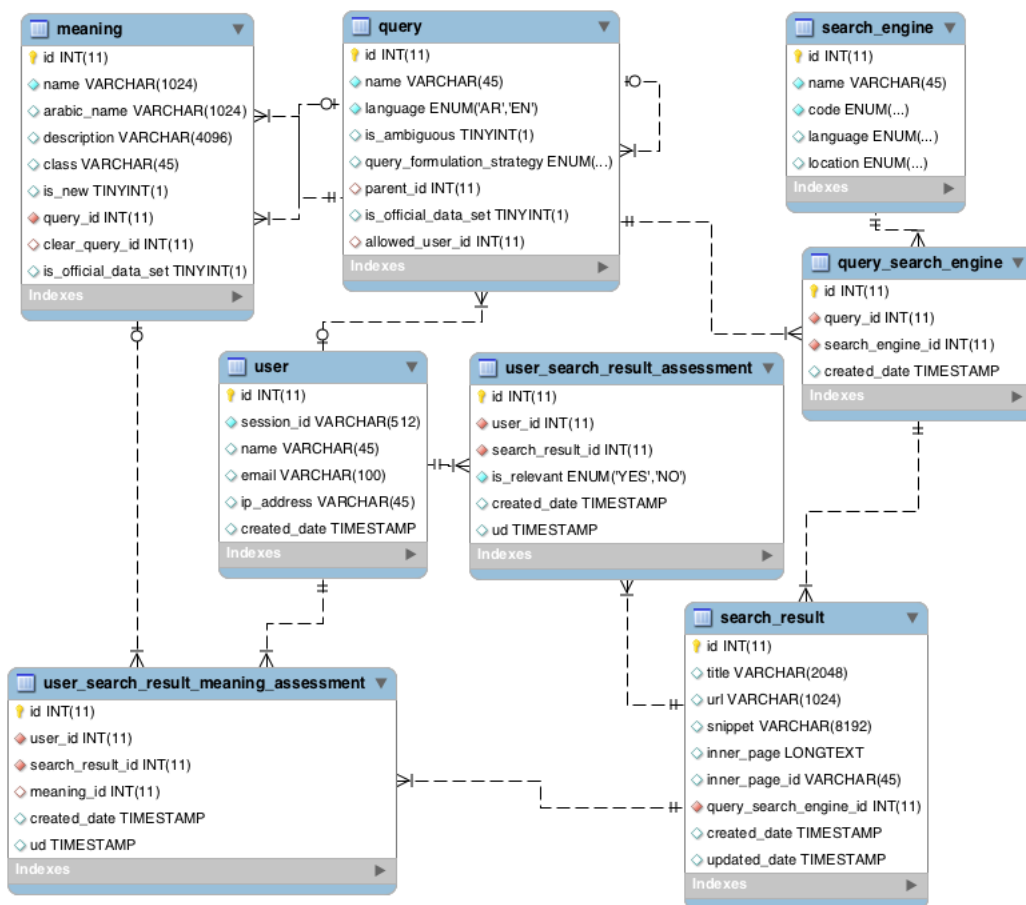 meaning
id INT(11)
name VARCHAR(1024)
arabic_name VARCHAR(1024)
description VARCHAR(4096)
class VARCHAR(45)
is_new TINYINT(1)
query_id INT(11)
clear_query_id INT(11)
is_official_data_set TINYINT(1)
Indexes
query
id INT(11)
name VARCHAR(45)
language ENUM('AR','EN')
is_ambiguous TINYINT(1)
query_formulation_strategy ENUM(...)
parent_id INT(11)
is_official_data_set TINYINT(1)
allowed_user_id INT(11)
Indexes
search_engine
id INT(11)
name VARCHAR(45)
code ENUM(...)
language ENUM(...)
location ENUM(...)
Indexes
query_search_engine
id INT(11)
query_id INT(11)
search_engine_id INT(11)
created_date TIMESTAMP
Indexes
user
id INT(11)
session_id VARCHAR(512)
name VARCHAR(45)
email VARCHAR(100)
ip_address VARCHAR(45)
created_date TIMESTAMP
Indexes
user_search_result_assessment
id INT(11)
user_id INT(11)
search_result_id INT(11)
is_relevant ENUM('YES','NO')
created_date TIMESTAMP
ud TIMESTAMP
Indexes
search_result
id INT(11)
title VARCHAR(2048)
url VARCHAR(1024)
snippet VARCHAR(8192)
inner_page LONGTEXT
inner_page_id VARCHAR(45)
query_search_engine_id INT(11)
created_date TIMESTAMP
updated_date TIMESTAMP
Indexes
user_search_result_meaning_assessment
id INT(11)
user_id INT(11)
search_result_id INT(11)
meaning_id INT(11)
created_date TIMESTAMP
ud TIMESTAMP
Indexes